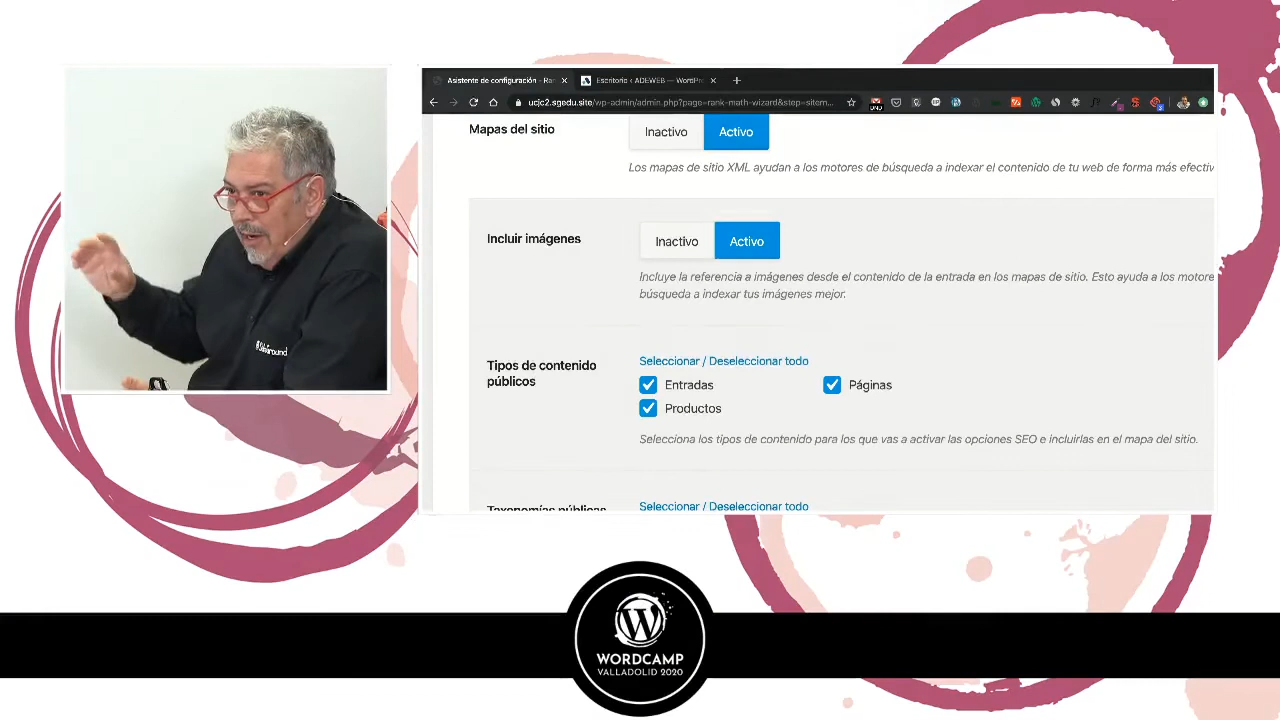 Asistente de configuración - Ran
Escritorio ‹ ADEWEB — WordPre
ucjc2.sgedu.site/wp-admin/admin.php?page=rank-math-wizard&step=sitem...
Mapas del sitio
Inactivo
Activo
Los mapas de sitio XML ayudan a los motores de búsqueda a indexar el contenido de tu web de forma más efectiv
Incluir imágenes
Inactivo
Activo
Incluye la referencia a imágenes desde el contenido de la entrada en los mapas de sitio. Esto ayuda a los motore
búsqueda a indexar tus imágenes mejor.
Tipos de contenido
públicos
Seleccionar / Deseleccionar todo
Entradas
Páginas
Productos
Selecciona los tipos de contenido para los que vas a activar las opciones SEO e incluirlas en el mapa del sitio.
Taxonomías públicas
Seleccionar / Deseleccionar todo
W
WORDCAMP
VALLADOLID 2020